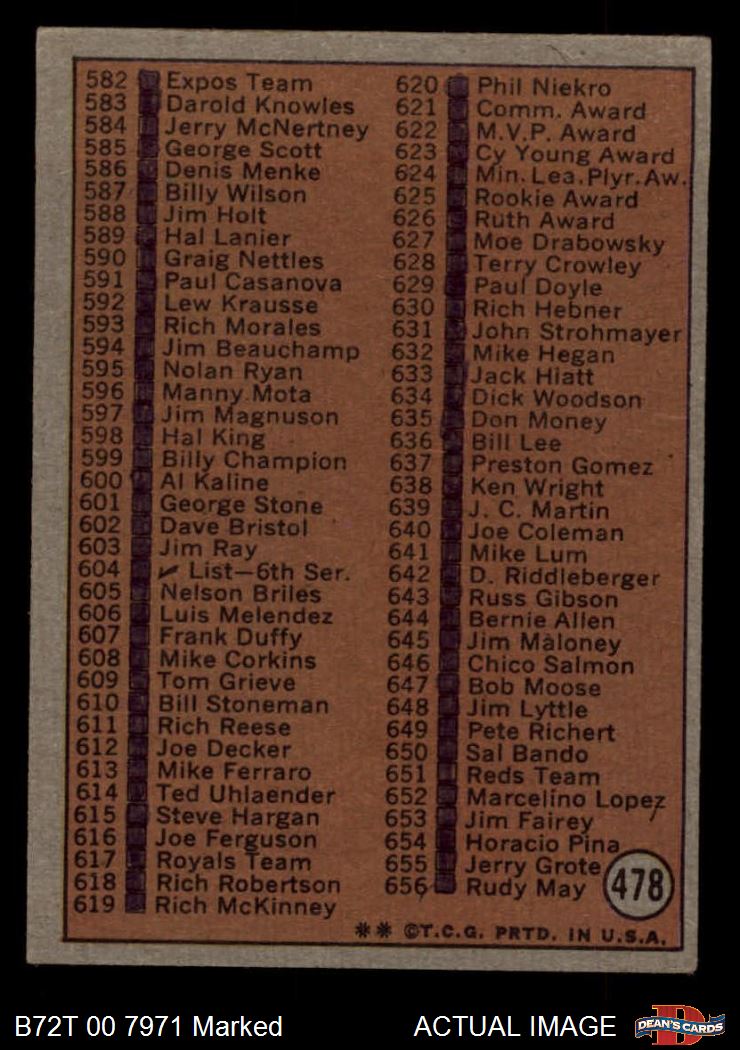 582 Expos Team
583 Darold Knowles
584 Jerry McNertney
585 George Scott
586 Denis Menke
587 Billy Wilson
588 Jim Holt
589 Hal Lanier
590 Graig Nettles
591 Paul Casanova
592 Lew Krausse
593 Rich Morales
594 Jim Beauchamp
595 Nolan Ryan
596 Manny Mota
597 Jim Magnuson
598 Hal King
599 Billy Champion
600 Al Kaline
601 George Stone
602 Dave Bristol
603 Jim Ray
604 ✓ List—6th Ser.
605 Nelson Briles
606 Luis Melendez
607 Frank Duffy
608 Mike Corkins
609 Tom Grieve
610 Bill Stoneman
611 Rich Reese
612 Joe Decker
613 Mike Ferraro
614 Ted Uhlaender
615 Steve Hargan
616 Joe Ferguson
617 Royals Team
618 Rich Robertson
619 Rich McKinney
620 Phil Niekro
621 Comm. Award
622 M.V.P. Award
623 Cy Young Award
624 Min. Lea. Plyr. Aw.
625 Rookie Award
626 Ruth Award
627 Moe Drabowsky
628 Terry Crowley
629 Paul Doyle
630 Rich Hebner
631 John Strohmayer
632 Mike Hegan
633 Jack Hiatt
634 Dick Woodson
635 Don Money
636 Bill Lee
637 Preston Gomez
638 Ken Wright
639 J. C. Martin
640 Joe Coleman
641 Mike Lum
642 D. Riddleberger
643 Russ Gibson
644 Bernie Allen
645 Jim Maloney
646 Chico Salmon
647 Bob Moose
648 Jim Lyttle
649 Pete Richert
650 Sal Bando
651 Reds Team
652 Marcelino Lopez
653 Jim Fairey
654 Horacio Pina
655 Jerry Grote
656 Rudy May
478
** ©T.C.G. PRTD. IN U.S.A.
B72T 00 7971 Marked
ACTUAL IMAGE
D
DEAN'S CARDS